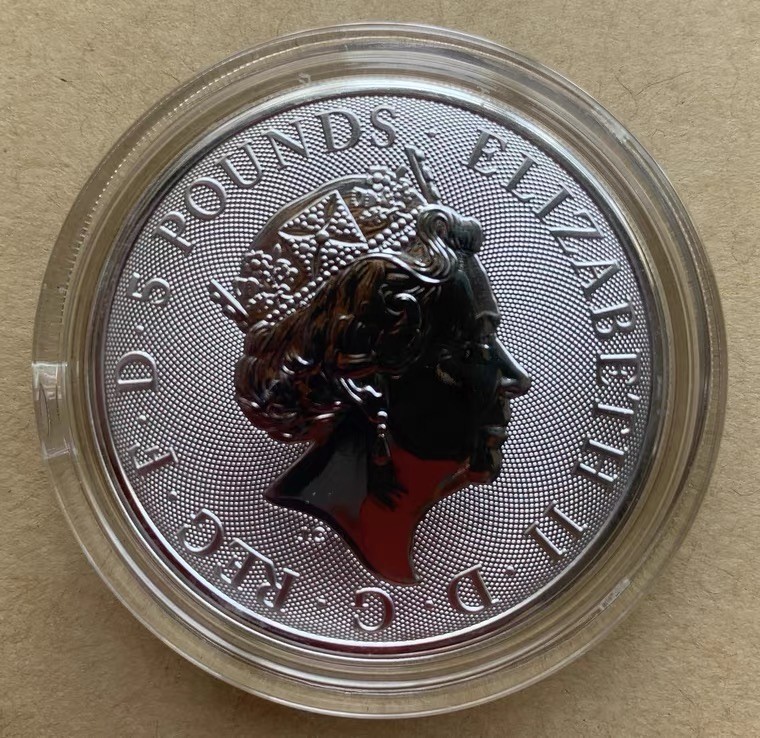 ELIZABETH II · D · G · REG · F · D · 5 POUNDS ·